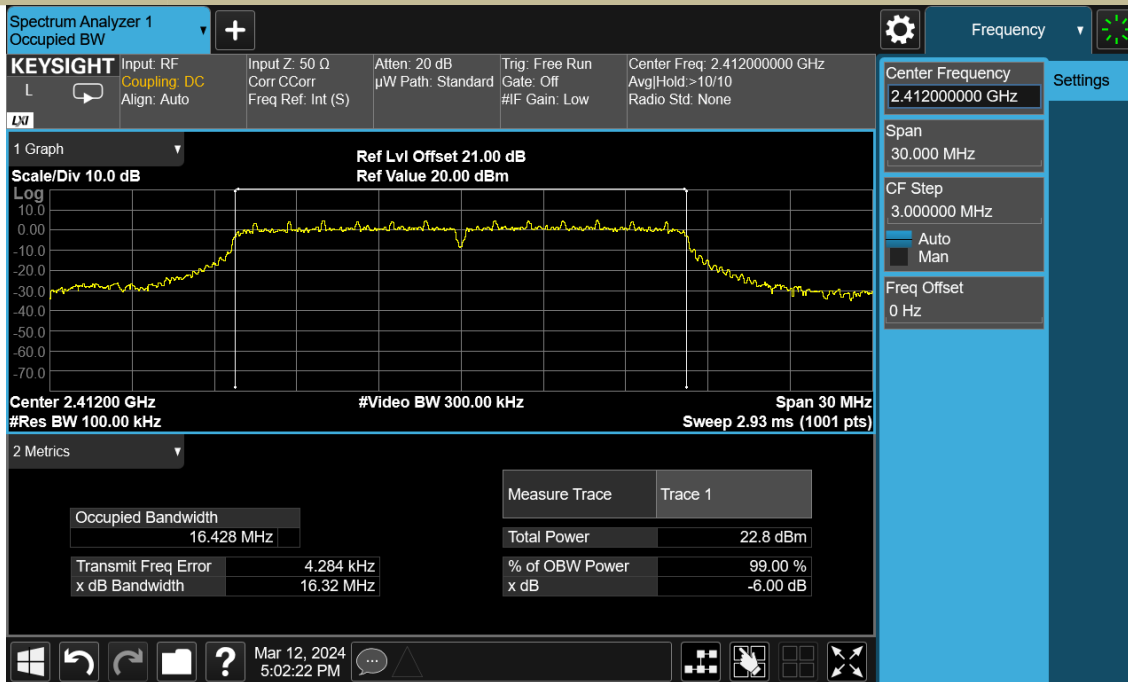 Spectrum Analyzer 1
Occupied BW
+
Frequency
KEYSIGHT
L
LXI
Input: RF
Coupling: DC
Align: Auto
Input Z: 50 Ω
Corr CCorr
Freq Ref: Int (S)
Atten: 20 dB
µW Path: Standard
Trig: Free Run
Gate: Off
#IF Gain: Low
Center Freq: 2.412000000 GHz
Avg|Hold:>10/10
Radio Std: None
Center Frequency
2.412000000 GHz
Settings
Span
30.000 MHz
CF Step
3.000000 MHz
Auto
Man
Freq Offset
0 Hz
1 Graph
Scale/Div 10.0 dB
Ref Lvl Offset 21.00 dB
Ref Value 20.00 dBm
Log
10.0
0.00
-10.0
-20.0
-30.0
-40.0
-50.0
-60.0
-70.0
Center 2.41200 GHz
#Video BW 300.00 kHz
Span 30 MHz
#Res BW 100.00 kHz
Sweep 2.93 ms (1001 pts)
2 Metrics
Measure Trace
Trace 1
Occupied Bandwidth
16.428 MHz
Total Power
22.8 dBm
Transmit Freq Error
4.284 kHz
% of OBW Power
99.00 %
x dB Bandwidth
16.32 MHz
x dB
-6.00 dB
?
Mar 12, 2024
5:02:22 PM